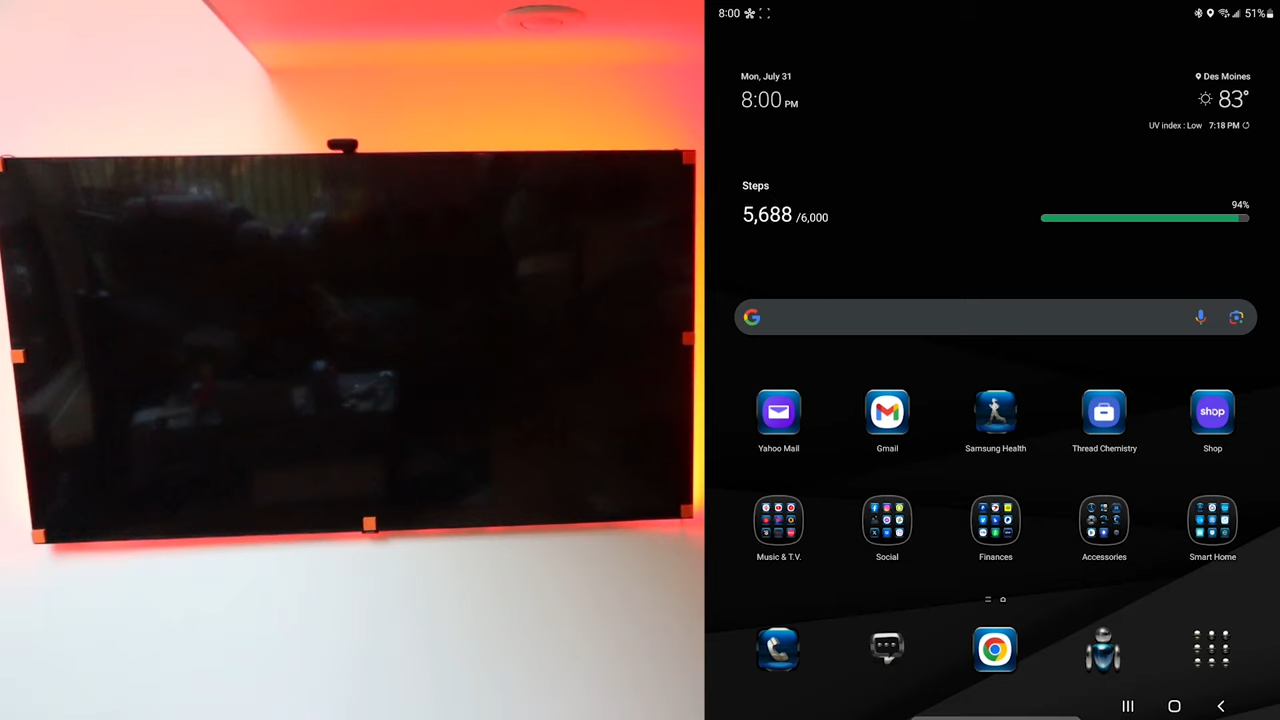 8:00
51%
Mon, July 31
8:00 PM
Des Moines
83°
UV index : Low 7:18 PM
Steps
5,688 /6,000
94%
Yahoo Mail
Gmail
Samsung Health
shop
Thread Chemistry
Shop
Music & T.V.
Social
Finances
Accessories
Smart Home